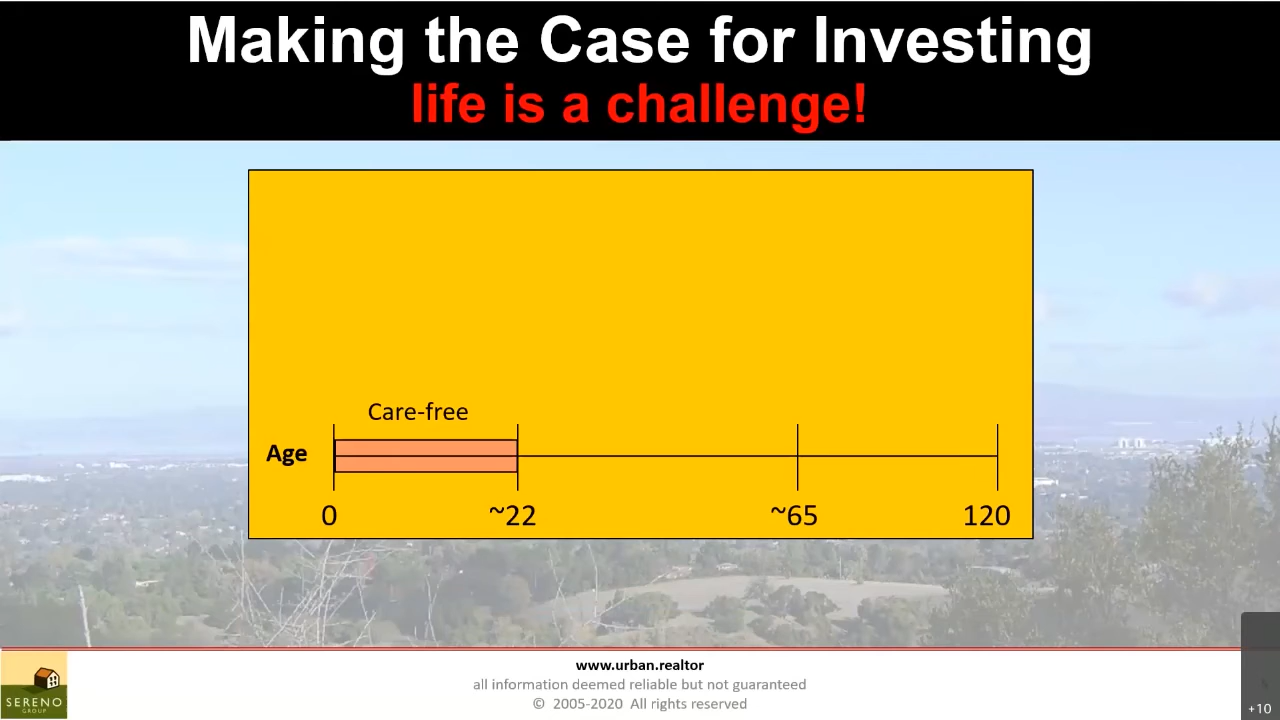 Making the Case for Investing
life is a challenge!
Care-free
Age
0 ~22 ~65 120
www.urban.realtor
all information deemed reliable but not guaranteed
© 2005-2020 All rights reserved
SERENO
GROUP
+10